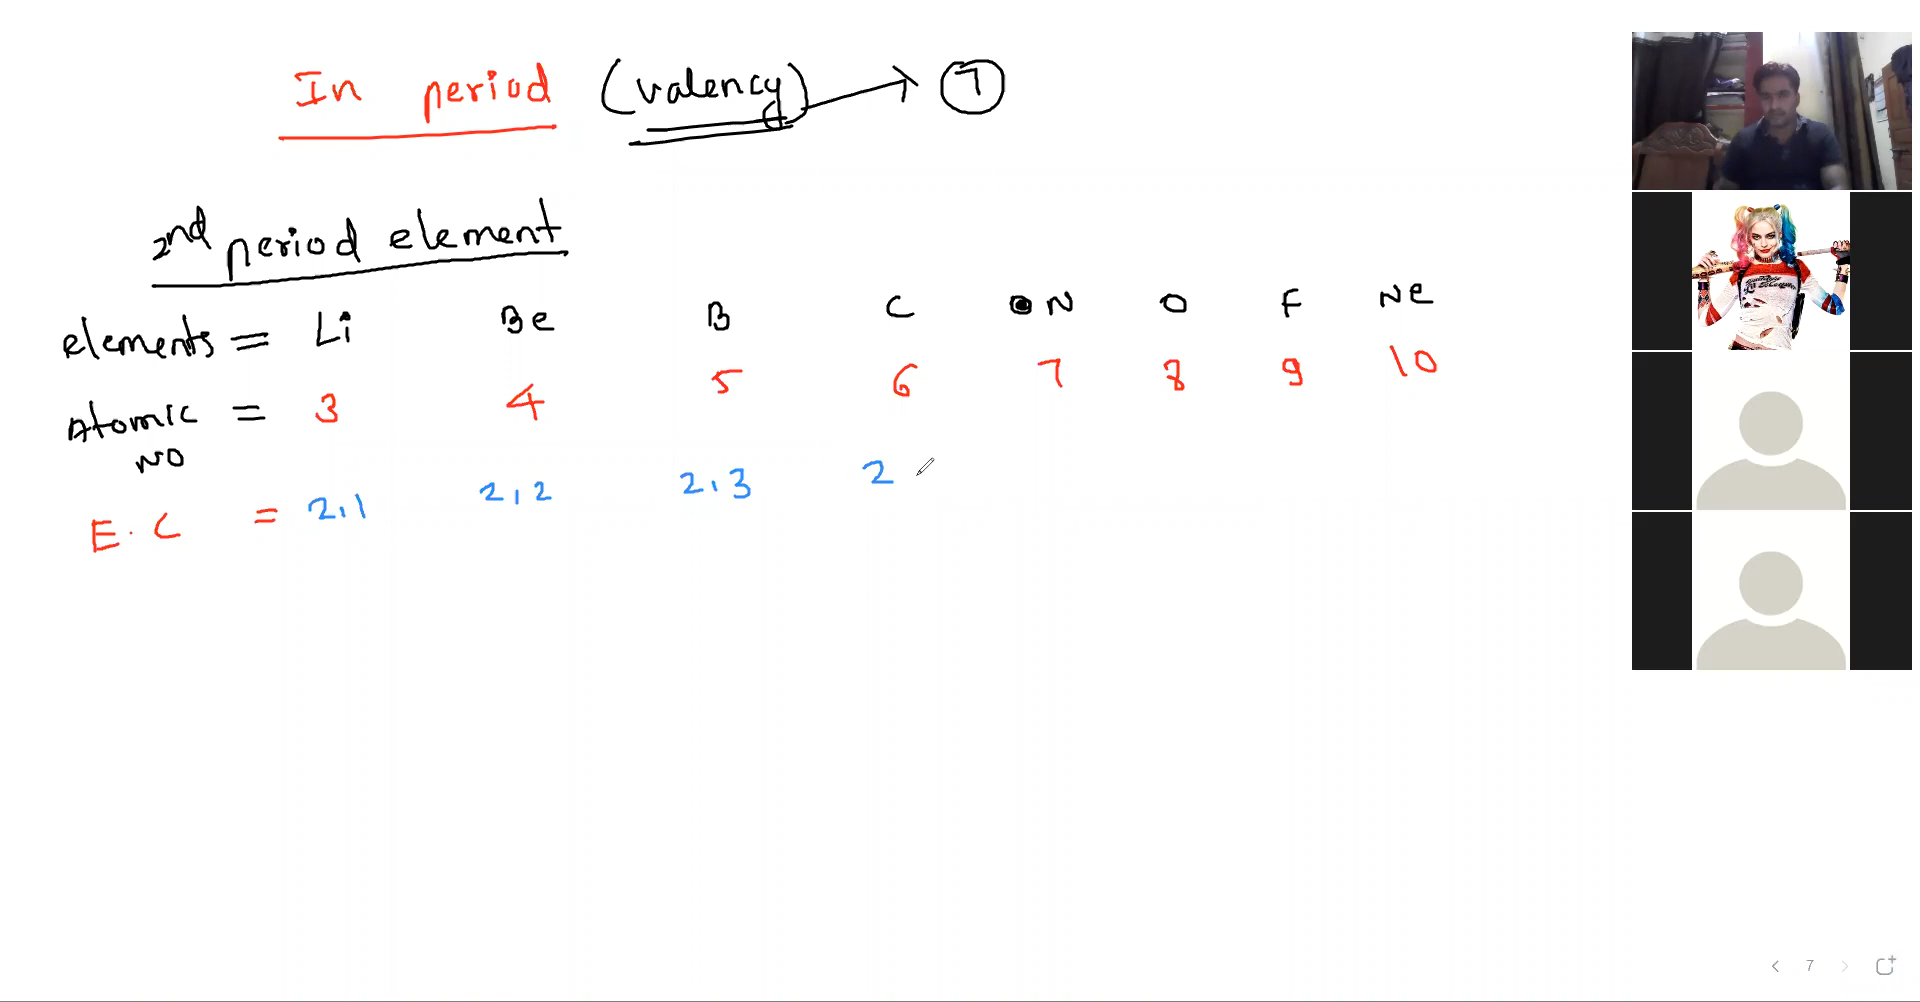 In period (valency) → 7
2nd period element
elements = Li Be B C N O F Ne
Atomic NO = 3 4 5 6 7 8 9 10
E.C = 2,1 2,2 2,3 2
7